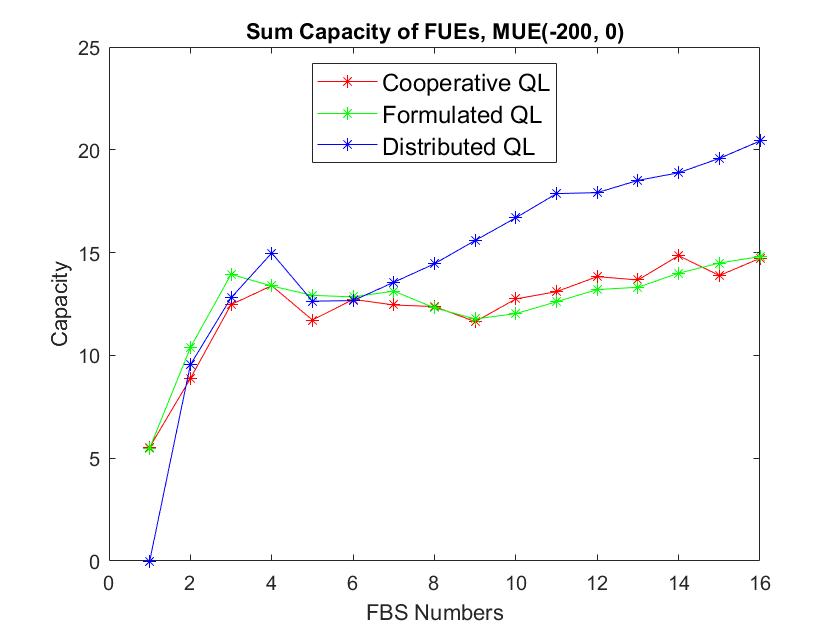 Sum Capacity of FUEs, MUE(-200, 0)
25
20
15
10
5
0
Capacity
Cooperative QL
Formulated QL
Distributed QL
0 2 4 6 8 10 12 14 16
FBS Numbers